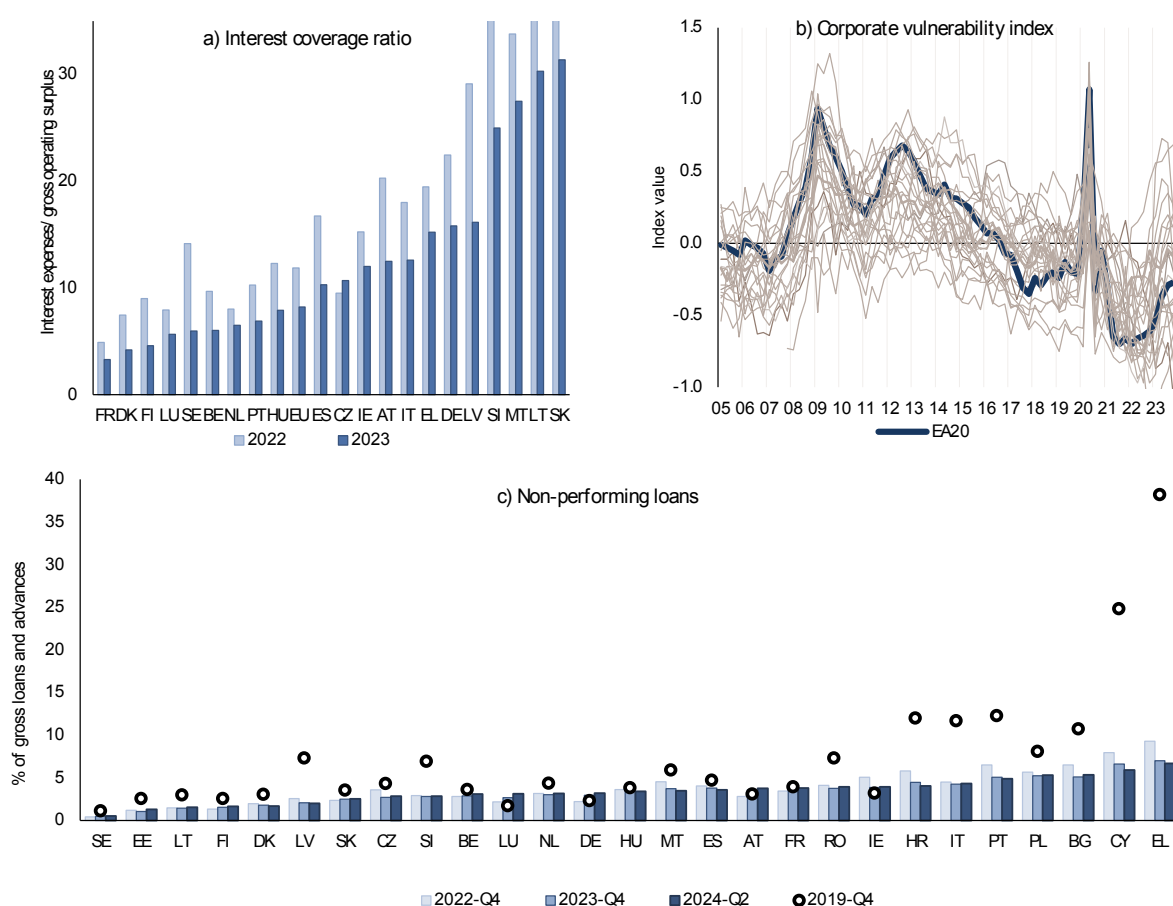 a) Interest coverage ratio
Interest expenses/ gross operating surplus
30
20
10
0
FR DK FI LU SE BE NL PT HU EU ES CZ IE AT IT EL DE LV SI MT LT SK
2022 2023
b) Corporate vulnerability index
Index value
1.5
1.0
0.5
0.0
-0.5
-1.0
05 06 07 08 09 10 11 12 13 14 15 16 17 18 19 20 21 22 23
EA20
c) Non-performing loans
% of gross loans and advances
40
35
30
25
20
15
10
5
0
SE EE LT FI DK LV SK CZ SI BE LU NL DE HU MT ES AT FR RO IE HR IT PT PL BG CY EL
2022-Q4 2023-Q4 2024-Q2 2019-Q4